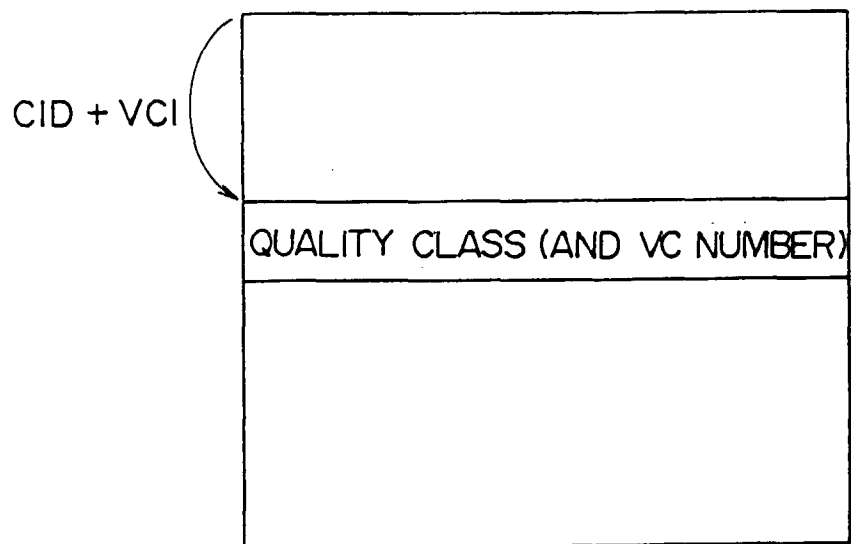 CID + VCI
QUALITY CLASS (AND VC NUMBER)